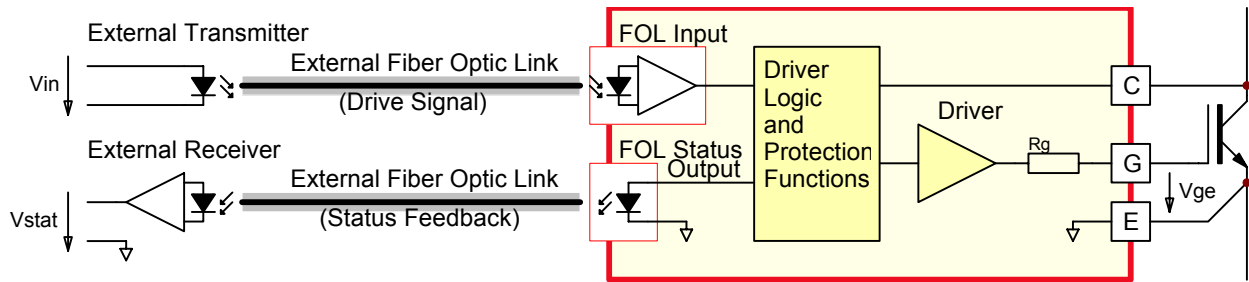 External Transmitter
Vin
External Fiber Optic Link
(Drive Signal)
FOL Input
Driver
Logic
and
Protection
Functions
Driver
Rg
C
G
E
Vge
External Receiver
Vstat
External Fiber Optic Link
(Status Feedback)
FOL Status
Output